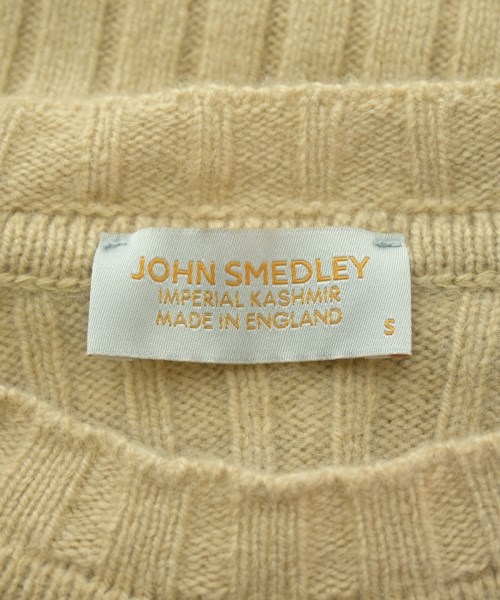 JOHN SMEDLEY
IMPERIAL KASHMIR
MADE IN ENGLAND
S